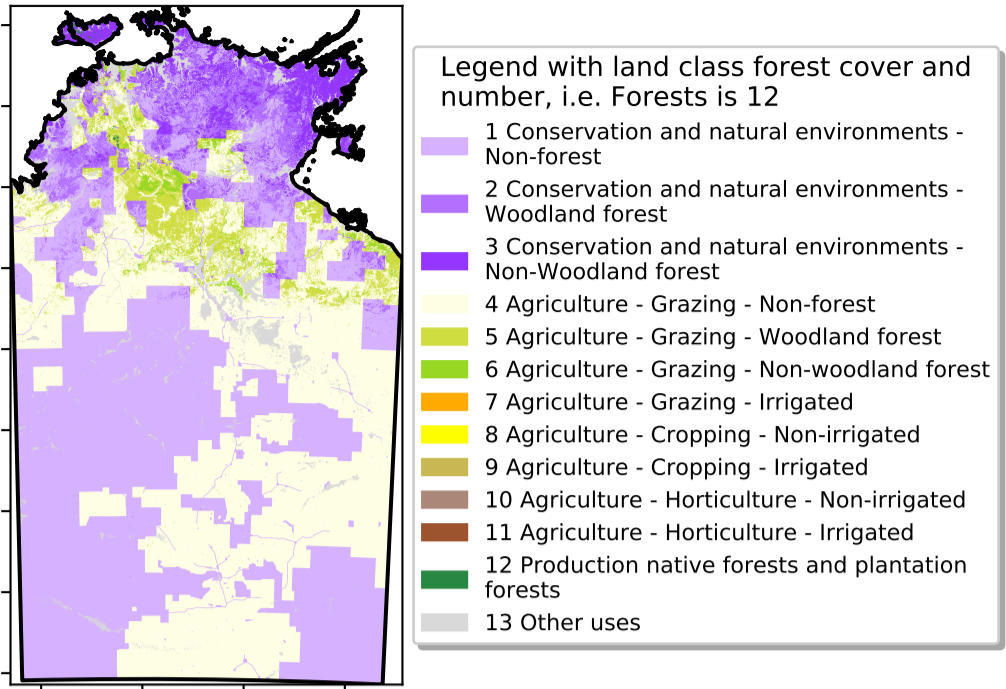 Legend with land class forest cover and
number, i.e. Forests is 12
1 Conservation and natural environments -
Non-forest
2 Conservation and natural environments -
Woodland forest
3 Conservation and natural environments -
Non-Woodland forest
4 Agriculture - Grazing - Non-forest
5 Agriculture - Grazing - Woodland forest
6 Agriculture - Grazing - Non-woodland forest
7 Agriculture - Grazing - Irrigated
8 Agriculture - Cropping - Non-irrigated
9 Agriculture - Cropping - Irrigated
10 Agriculture - Horticulture - Non-irrigated
11 Agriculture - Horticulture - Irrigated
12 Production native forests and plantation
forests
13 Other uses